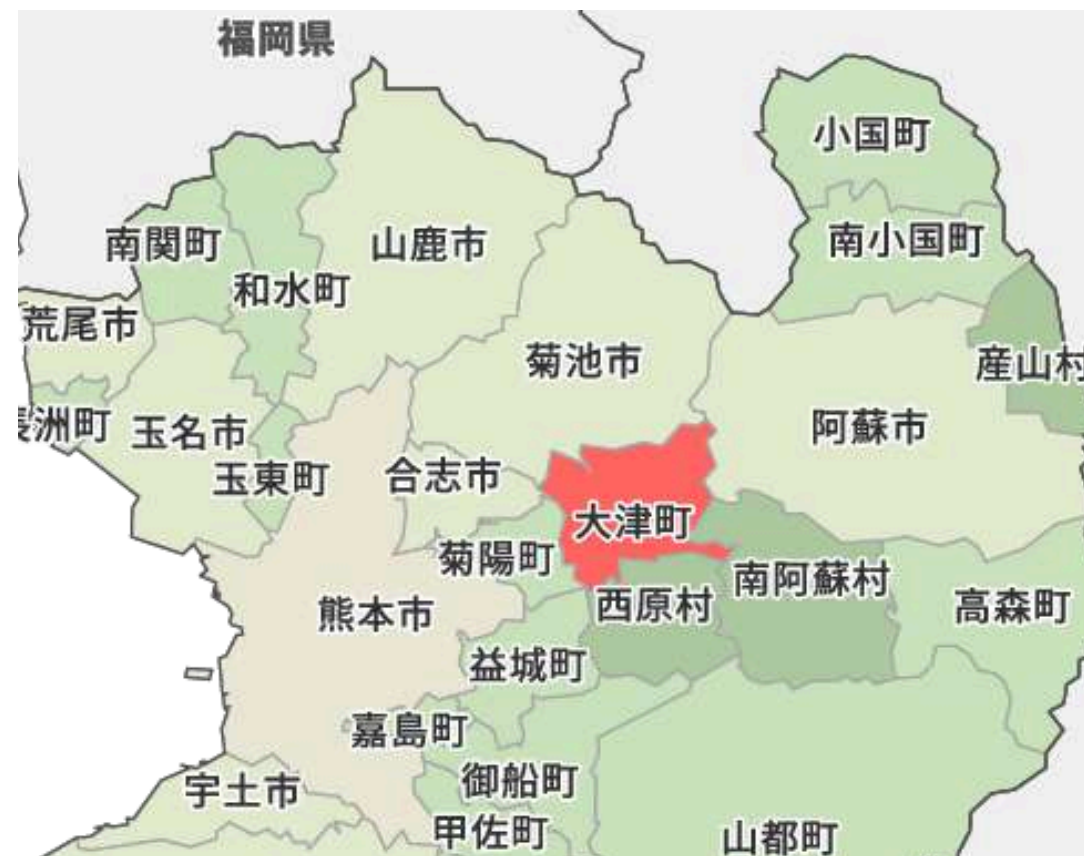 福岡県
小国町
南関町
山鹿市
南小国町
和水町
荒尾市
菊池市
産山村
洲町
玉名市
阿蘇市
玉東町
合志市
大津町
菊陽町
南阿蘇村
熊本市
西原村
高森町
益城町
嘉島町
御船町
宇土市
甲佐町
山都町